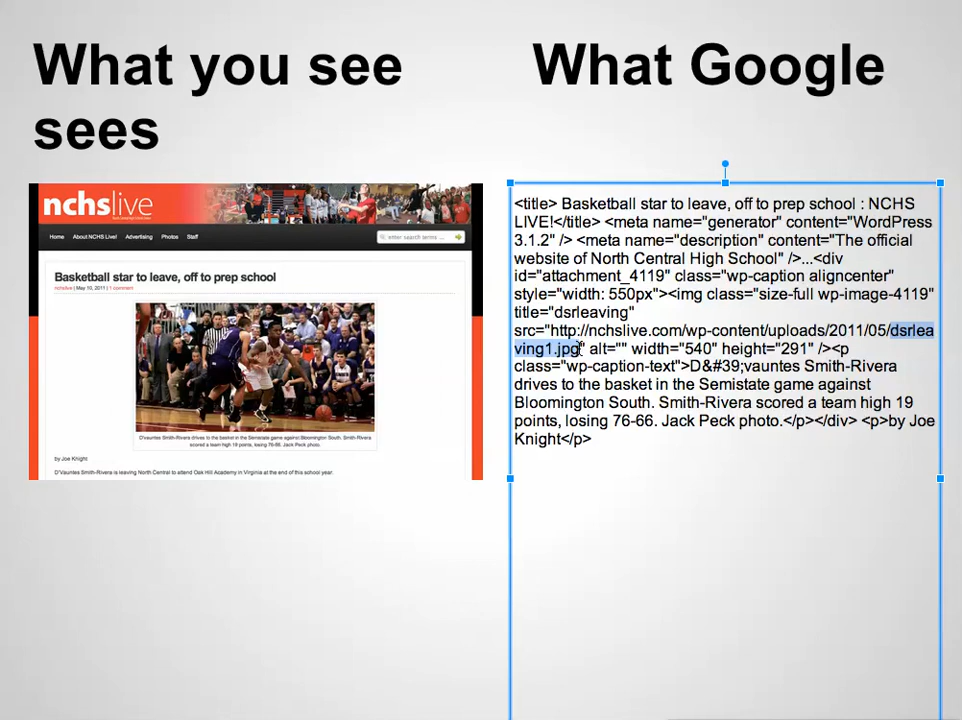 What you see What Google
sees
nchslive
Home About NCHS Live! Advertising Photos Staff
enter search terms ...
Basketball star to leave, off to prep school
nchslive | May 10, 2011 | 1 comment
D'vauntes Smith-Rivera drives to the basket in the Semistate game against Bloomington South. Smith-Rivera
scored a team high 19 points, losing 76-66. Jack Peck photo.
by Joe Knight
D'Vauntes Smith-Rivera is leaving North Central to attend Oak Hill Academy in Virginia at the end of this school year.
<title> Basketball star to leave, off to prep school : NCHS
LIVE!</title> <meta name="generator" content="WordPress
3.1.2" /> <meta name="description" content="The official
website of North Central High School" />...<div
id="attachment_4119" class="wp-caption aligncenter"
style="width: 550px"><img class="size-full wp-image-4119"
title="dsrleaving"
src="http://nchslive.com/wp-content/uploads/2011/05/dsrlea
ving1.jpg" alt="" width="540" height="291" /><p
class="wp-caption-text">D&#39;vauntes Smith-Rivera
drives to the basket in the Semistate game against
Bloomington South. Smith-Rivera scored a team high 19
points, losing 76-66. Jack Peck photo.</p></div> <p>by Joe
Knight</p>